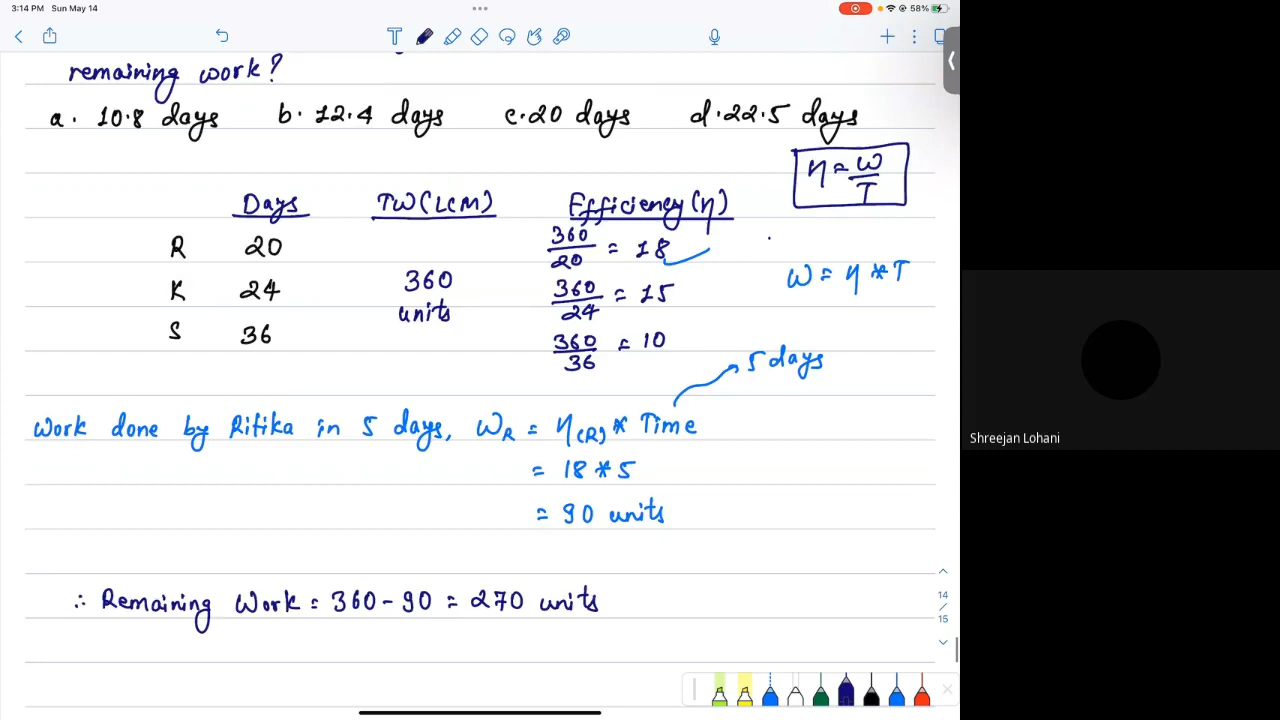 3:14 PM Sun May 14
58%
remaining work?
a. 10.8 days b. 12.4 days c. 20 days d. 22.5 days
η = W/T
Days TW(LCM) Efficiency(η)
R 20 360/20 = 18
W = η * T
K 24 360 units 360/24 = 15
S 36 360/36 = 10
5 days
Work done by Ritika in 5 days, WR = η(R) * Time
= 18 * 5
= 90 units
∴ Remaining Work = 360 - 90 = 270 units
14
/
15
Shreejan Lohani